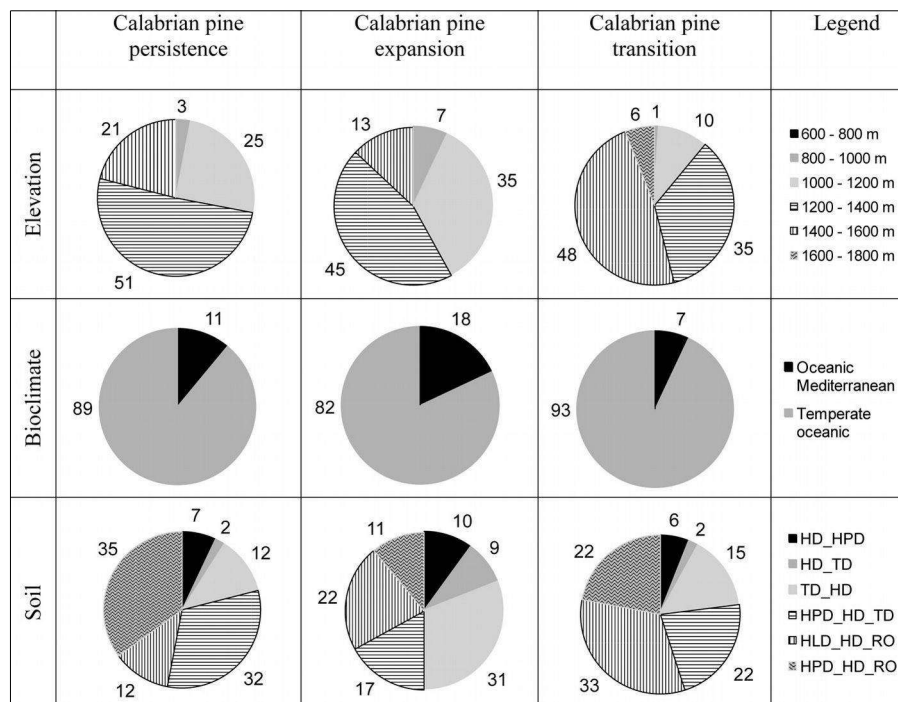 Calabrian pine
persistence
Calabrian pine
expansion
Calabrian pine
transition
Legend
Elevation
3
25
51
21
7
35
45
13
1
10
35
48
6
600 - 800 m
800 - 1000 m
1000 - 1200 m
1200 - 1400 m
1400 - 1600 m
1600 - 1800 m
Bioclimate
11
89
18
82
7
93
Oceanic
Mediterranean
Temperate
oceanic
Soil
7
2
12
32
12
35
10
9
31
17
22
11
6
2
15
22
33
22
HD_HPD
HD_TD
TD_HD
HPD_HD_TD
HLD_HD_RO
HPD_HD_RO